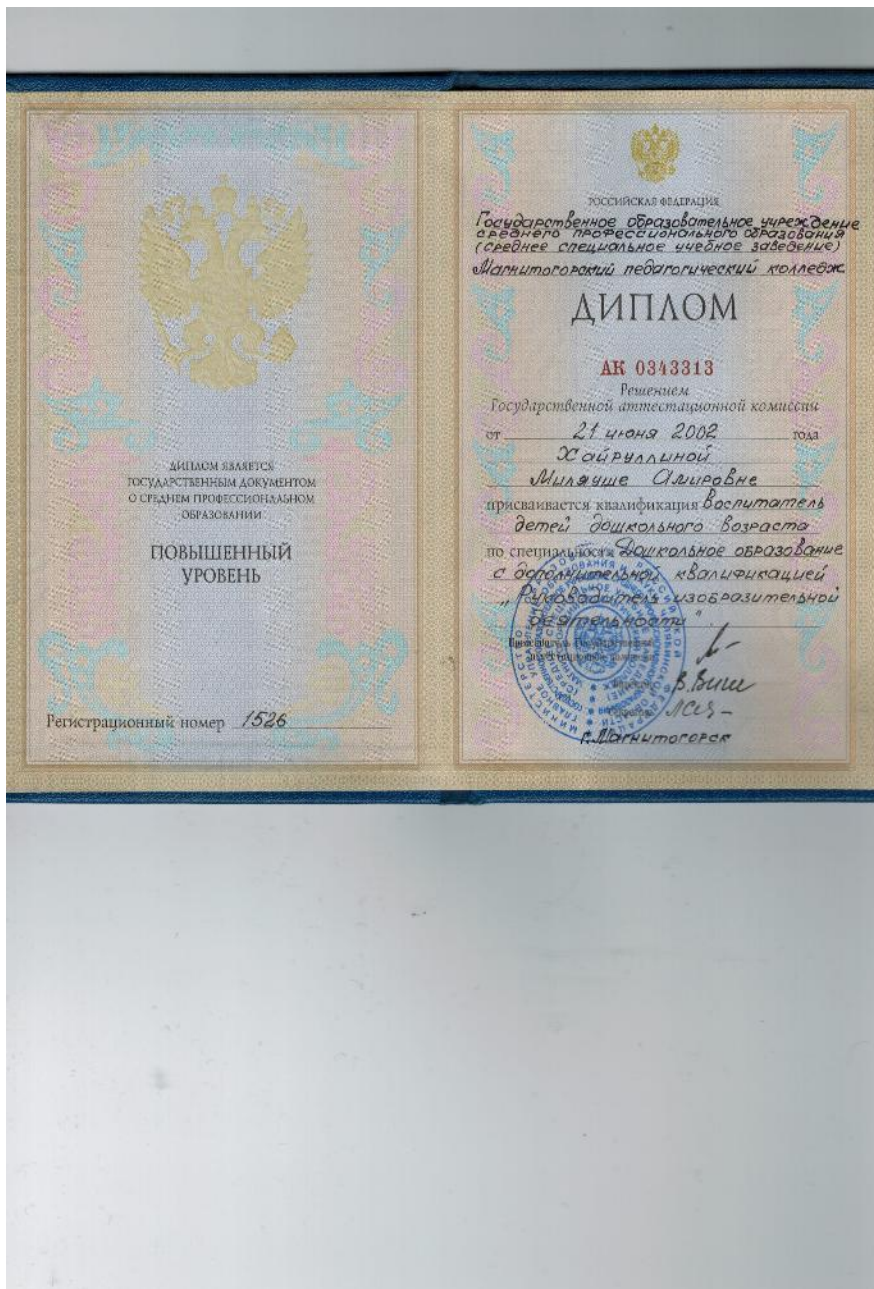 ДИПЛОМ ЯВЛЯЕТСЯ
ГОСУДАРСТВЕННЫМ ДОКУМЕНТОМ
О СРЕДНЕМ ПРОФЕССИОНАЛЬНОМ
ОБРАЗОВАНИИ
ПОВЫШЕННЫЙ
УРОВЕНЬ
Регистрационный номер 1526
РОССИЙСКАЯ ФЕДЕРАЦИЯ
Государственное образовательное учреждение
среднего профессионального образования
(среднее специальное учебное заведение)
Магнитогорский педагогический колледж
ДИПЛОМ
АК 0343313
Решением
Государственной аттестационной комиссии
от 21 июня 2002 года
Хайруллиной
Миляуше Амировне
присваивается квалификация Воспитатель
детей дошкольного возраста
по специальности Дошкольное образование
с дополнительной квалификацией
„Руководитель изобразительной
деятельности"
г. Магнитогорск